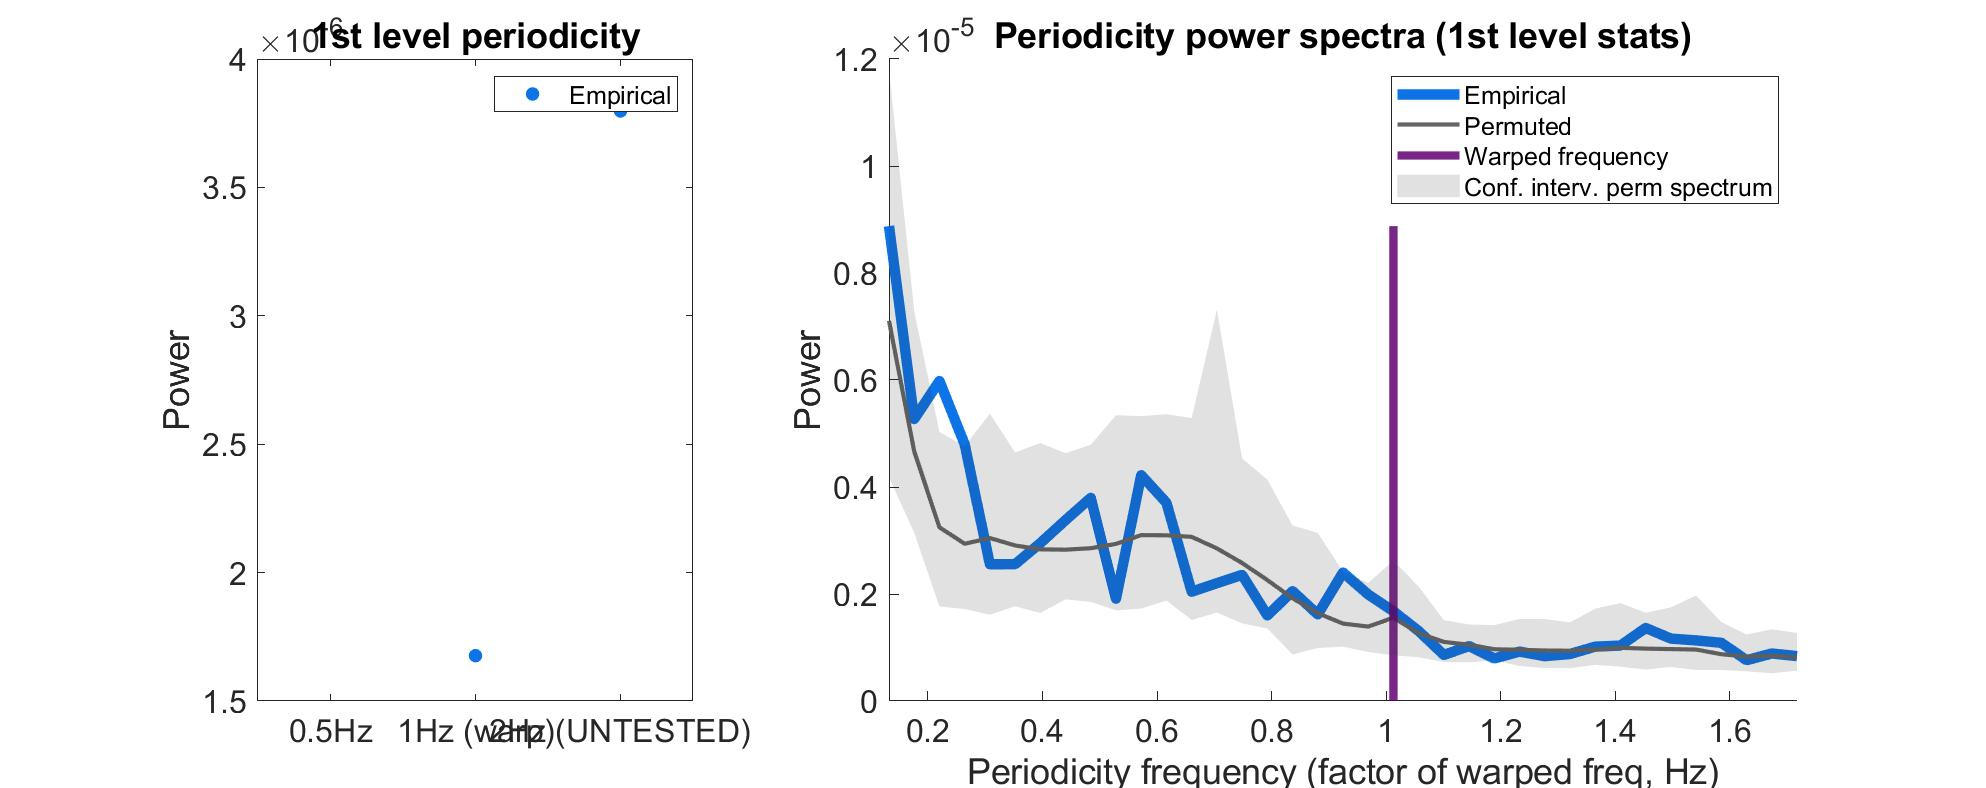 ×10-6
1st level periodicity
Empirical
4
3.5
3
2.5
2
1.5
Power
0.5Hz
1Hz (warp)
2Hz (UNTESTED)
×10-5
Periodicity power spectra (1st level stats)
Empirical
Permuted
Warped frequency
Conf. interv. perm spectrum
1.2
1
0.8
0.6
0.4
0.2
0
Power
0.2 0.4 0.6 0.8 1 1.2 1.4 1.6
Periodicity frequency (factor of warped freq, Hz)